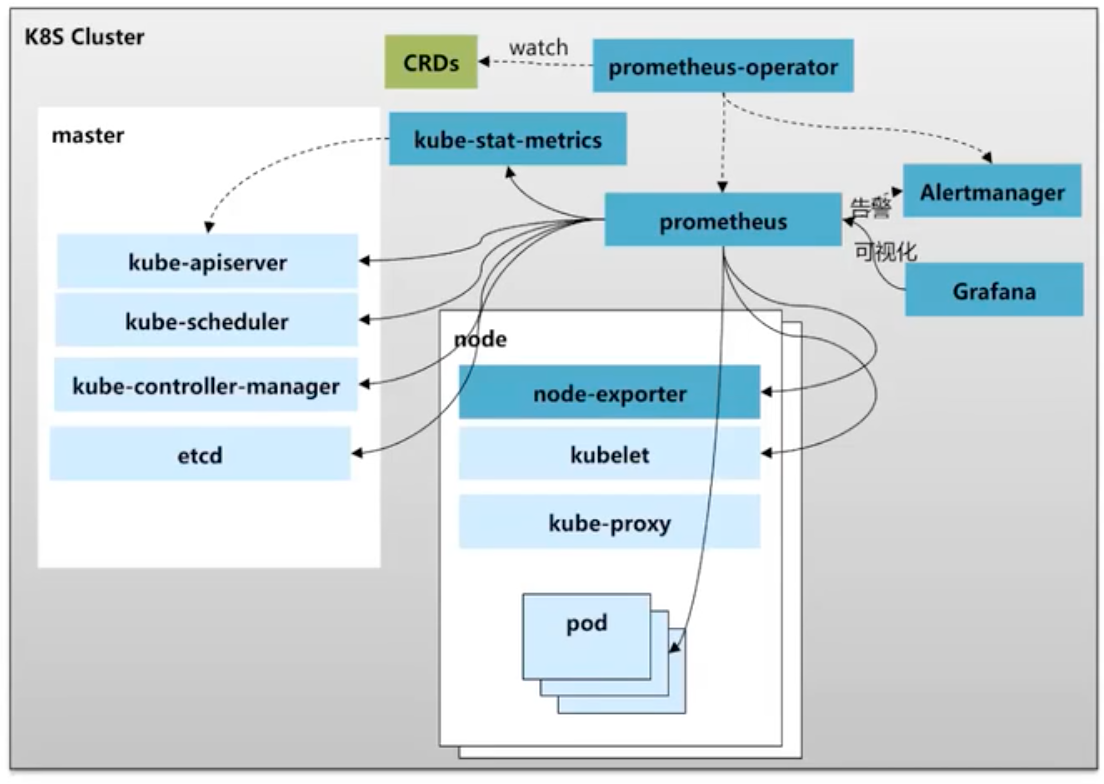 K8S Cluster
CRDs
watch
prometheus-operator
master
kube-stat-metrics
Alertmanager
prometheus
告警
可视化
kube-apiserver
Grafana
kube-scheduler
node
kube-controller-manager
node-exporter
etcd
kubelet
kube-proxy
pod